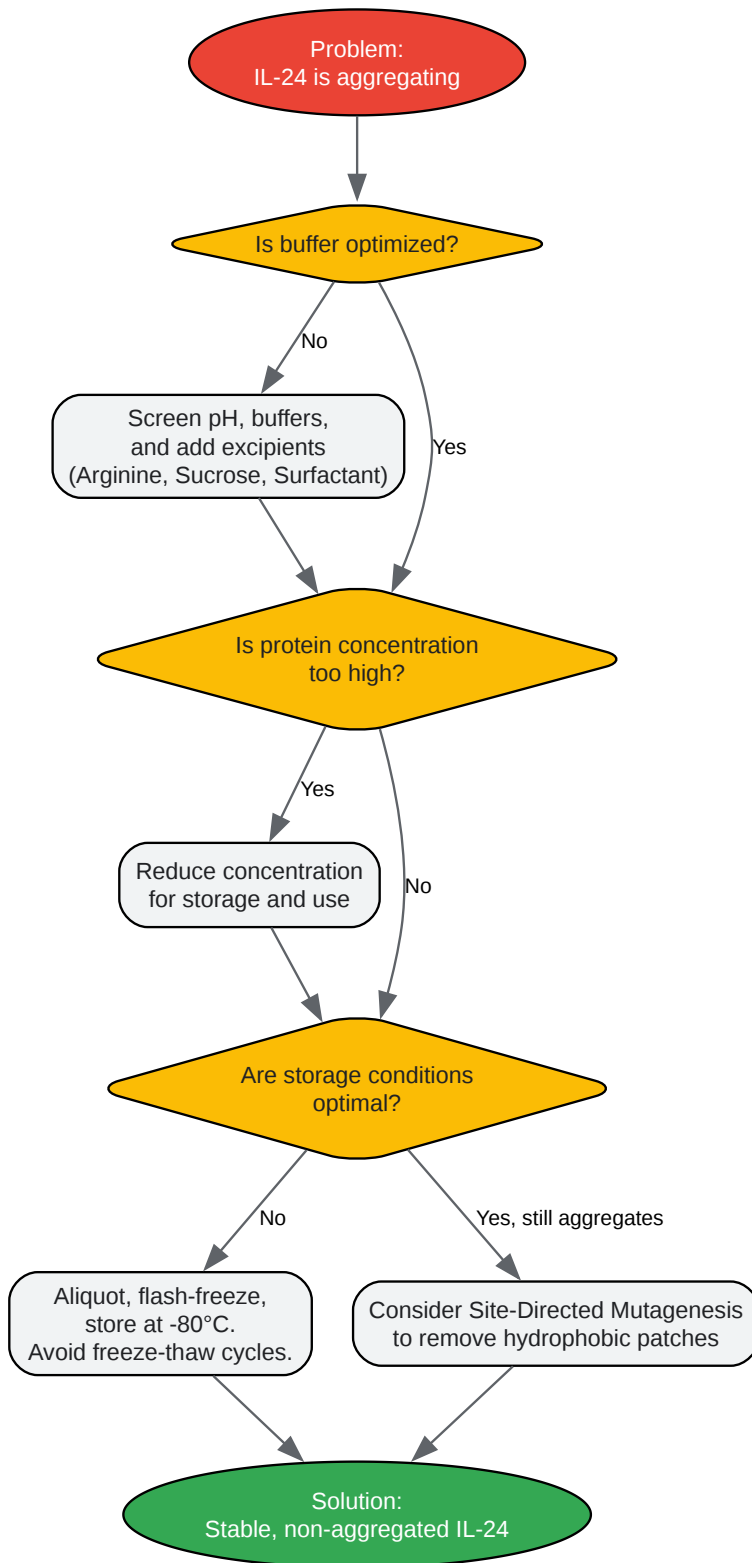 Problem:
IL-24 is aggregating
Is buffer optimized?
No
Screen pH, buffers,
and add excipients
(Arginine, Sucrose, Surfactant)
Yes
Is protein concentration
too high?
Yes
Reduce concentration
for storage and use
No
Are storage conditions
optimal?
No
Yes, still aggregates
Aliquot, flash-freeze,
store at -80°C.
Avoid freeze-thaw cycles.
Consider Site-Directed Mutagenesis
to remove hydrophobic patches
Solution:
Stable, non-aggregated IL-24